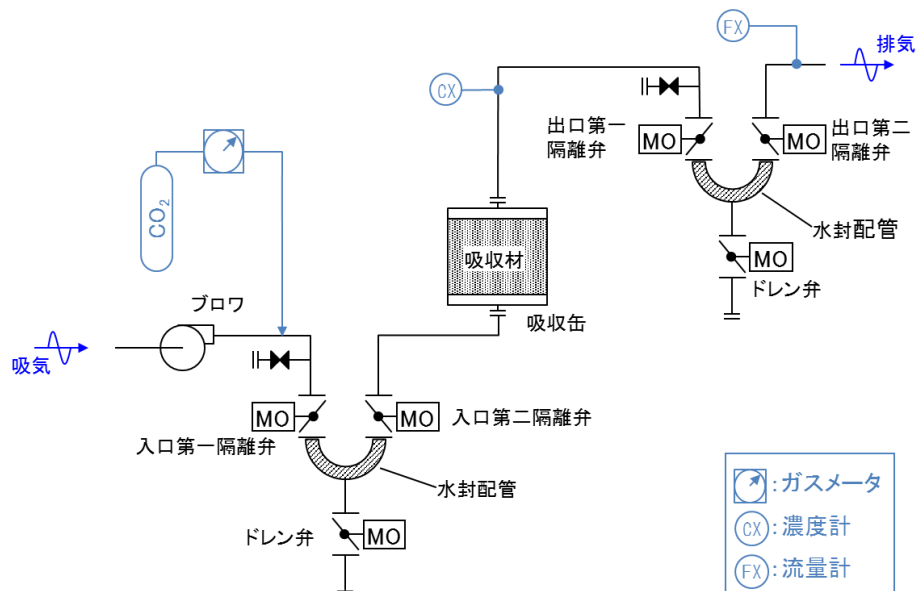 FX
排気
CX
出口第一
隔離弁
MO
MO
出口第二
隔離弁
水封配管
MO
ドレン弁
CO₂
吸収材
吸収缶
ブロワ
吸気
MO
MO
入口第一隔離弁
入口第二隔離弁
水封配管
ドレン弁
MO
:ガスメータ
CX:濃度計
FX:流量計